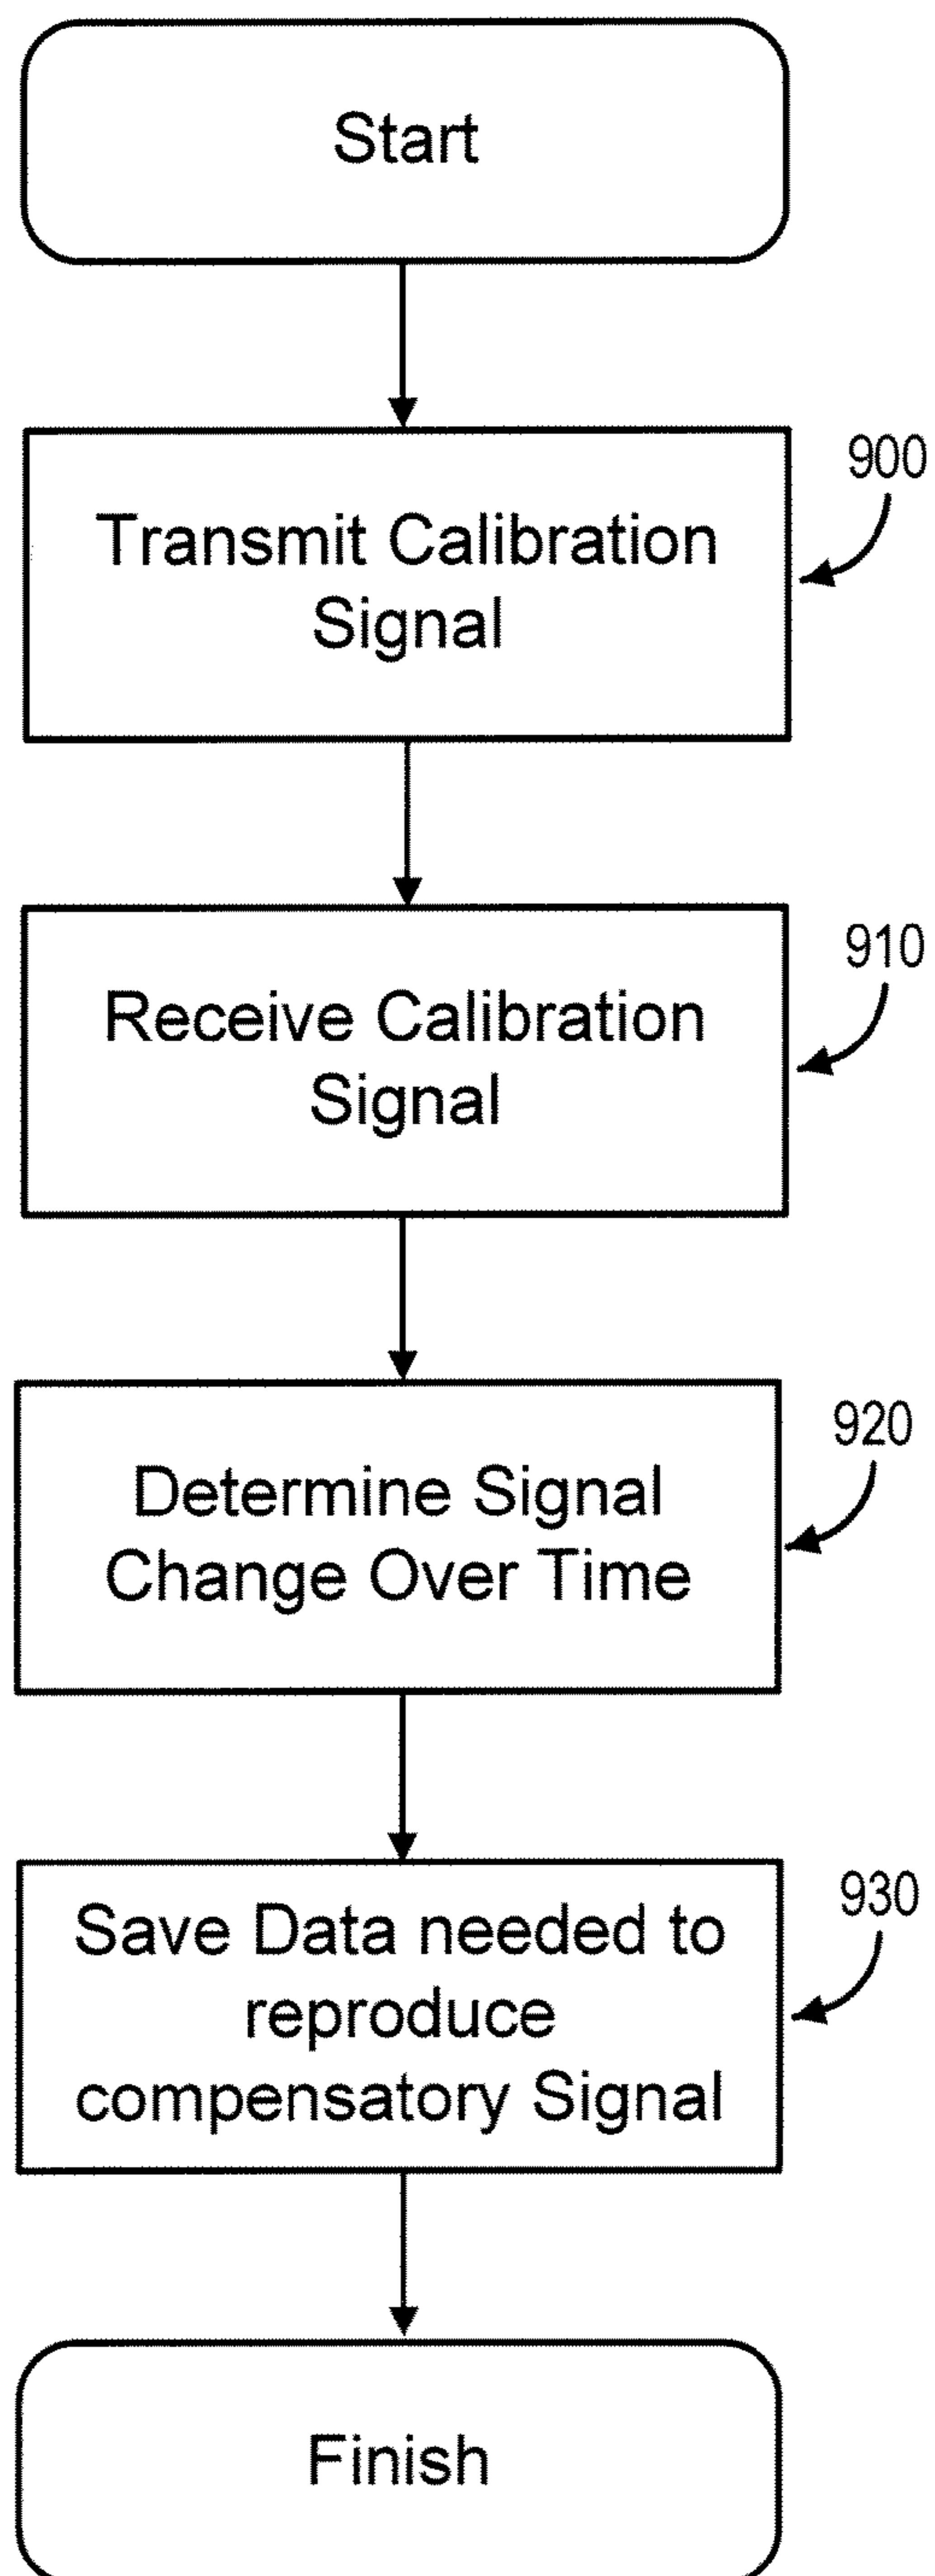 Start
900
Transmit Calibration
Signal
910
Receive Calibration
Signal
920
Determine Signal
Change Over Time
930
Save Data needed to
reproduce
compensatory Signal
Finish